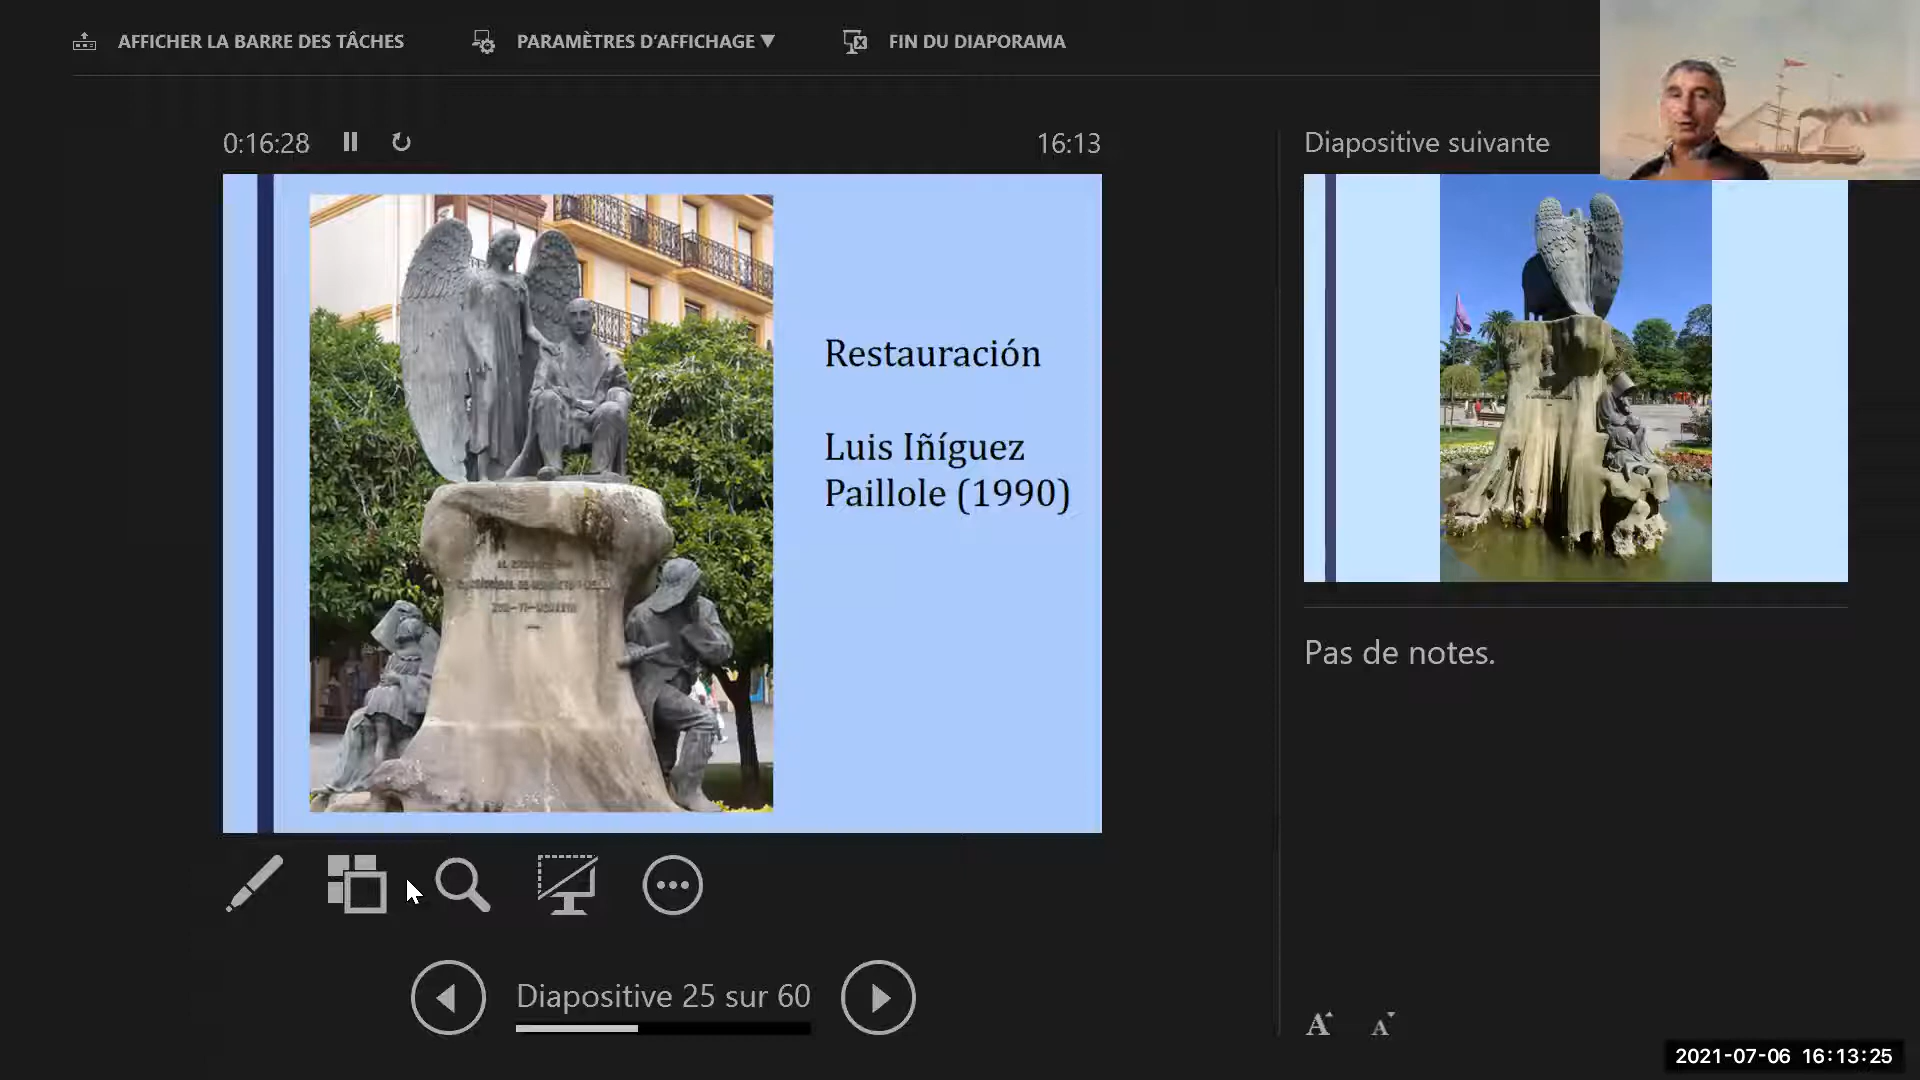 AFFICHER LA BARRE DES TÂCHES
PARAMÈTRES D'AFFICHAGE ▼
FIN DU DIAPORAMA
0:16:28
16:13
Diapositive suivante
Restauración
Luis Iñíguez
Paillole (1990)
Pas de notes.
Diapositive 25 sur 60
A A
2021-07-06 16:13:25